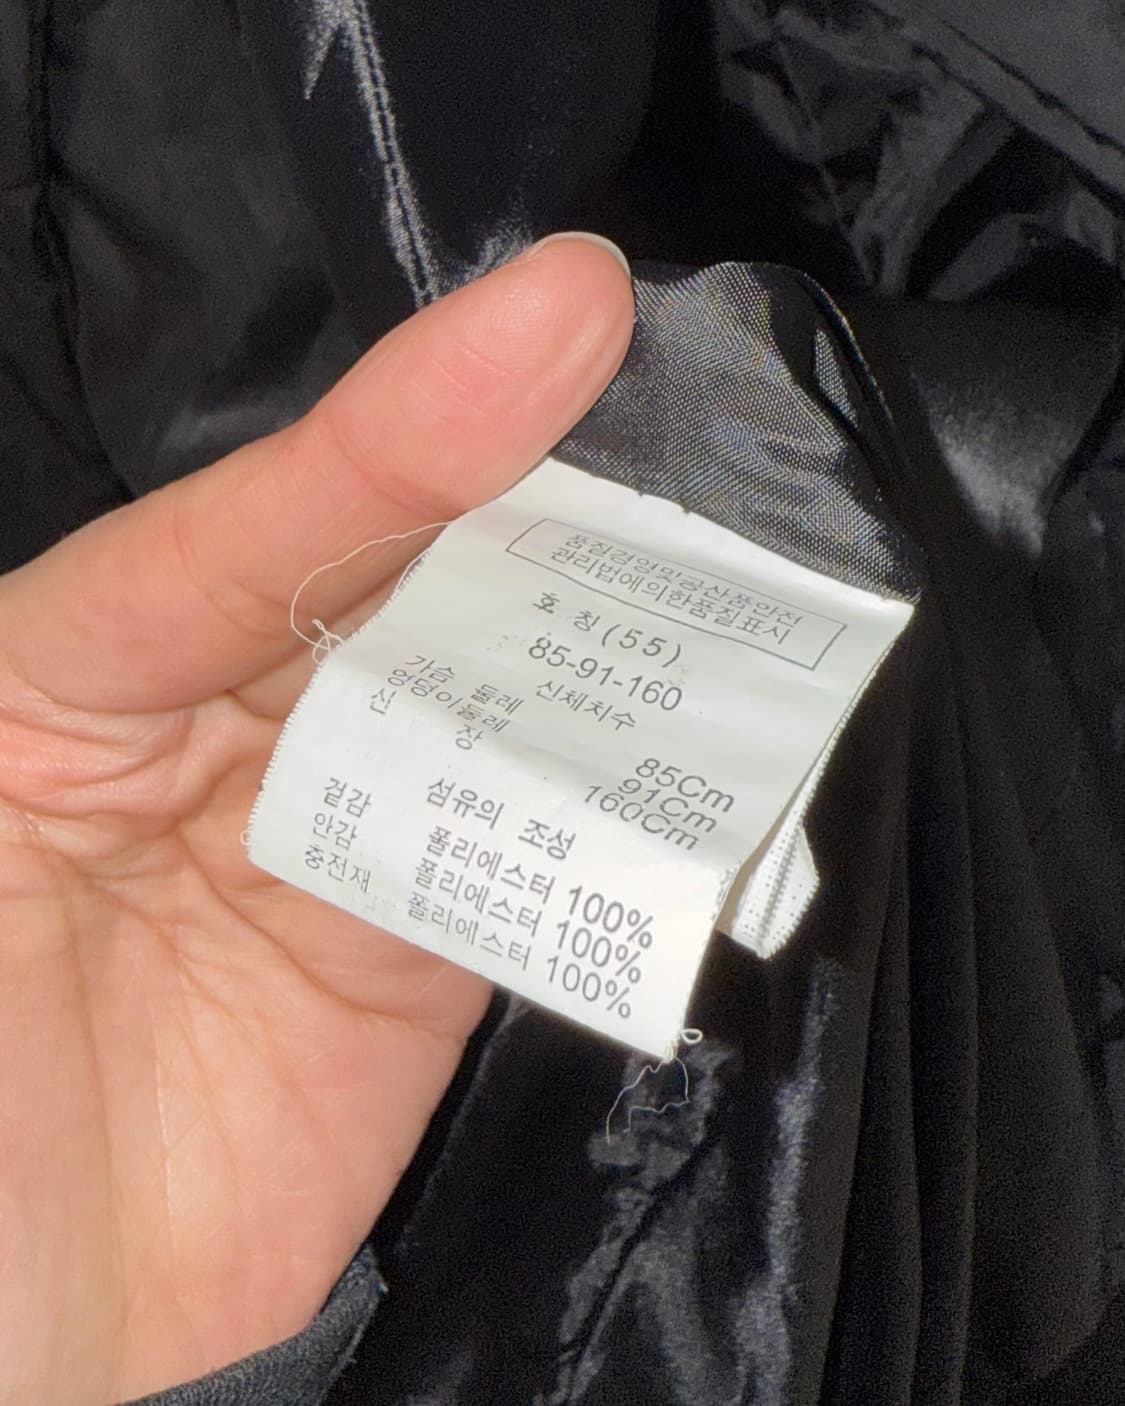 품질경영및공산품안전
관리법에의한품질표시
호 칭(55)
85-91-160
신체치수
가슴 둘레 85Cm
엉덩이둘레 91Cm
신 장 160Cm
섬유의 조성
겉감 폴리에스터 100%
안감 폴리에스터 100%
충전재 폴리에스터 100%